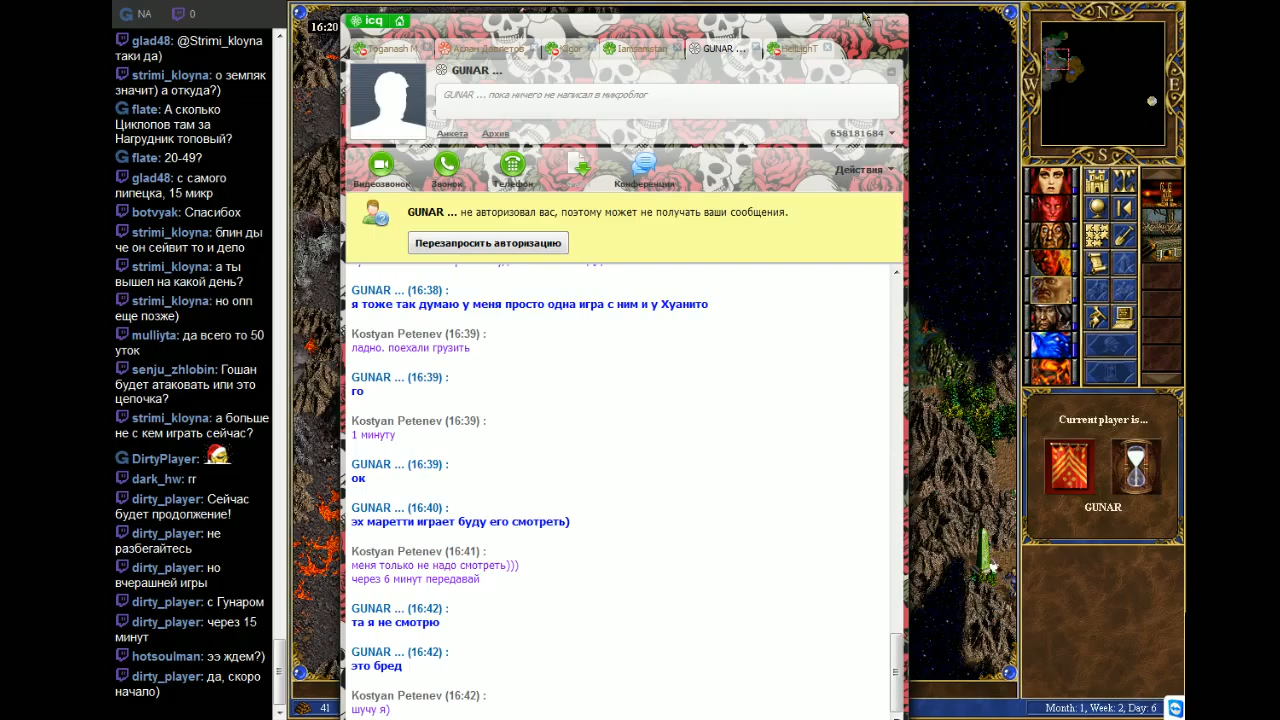 NA 0
glad48: @Strimi_kloyna
таки да)
strimi_kloyna: о земляк
значит) а откуда?)
flate: А сколько
Циклопов там за
Нагрудник топовый?
flate: 20-49?
glad48: с самого
пипецка, 15 микр
botvyak: Спасибох
strimi_kloyna: блин ды
че он сейвит то и дело
strimi_kloyna: а ты
вышел на какой день?
strimi_kloyna: но опп
еще позже)
mulliyta: да всего то 50
уток
senju_zhlobin: Гошан
будет атаковать или это
цепочка?
strimi_kloyna: а больше
не с кем играть сейчас?
DirtyPlayer:
dark_hw: гг
dirty_player: Сейчас
будет продолжение!
dirty_player: не
разбегайтесь
dirty_player: но
вчерашней игры
dirty_player: с Гунаром
dirty_player: через 15
минут
hotsoulman: ээ ждем?)
dirty_player: да, скоро
начало)
16:20
icq
Toganash M
Аслан Давлетов
Kigor
Iamsamstan
GUNAR ...
HelLighT
GUNAR ...
GUNAR ... пока ничего не написал в микроблог
Анкета Архив 658181684
Видеозвонок Звонок Телефон Конференция Действия
GUNAR ... не авторизовал вас, поэтому может не получать ваши сообщения.
Перезапросить авторизацию
GUNAR ... (16:38) :
я тоже так думаю у меня просто одна игра с ним и у Хуанито
Kostyan Petenev (16:39) :
ладно. поехали грузить
GUNAR ... (16:39) :
го
Kostyan Petenev (16:39) :
1 минуту
GUNAR ... (16:39) :
ок
GUNAR ... (16:40) :
эх маретти играет буду его смотреть)
Kostyan Petenev (16:41) :
меня только не надо смотреть)))
через 6 минут передавай
GUNAR ... (16:42) :
та я не смотрю
GUNAR ... (16:42) :
это бред
Kostyan Petenev (16:42) :
шучу я)
N
W
E
S
Current player is...
GUNAR
41
Month: 1, Week: 2, Day: 6